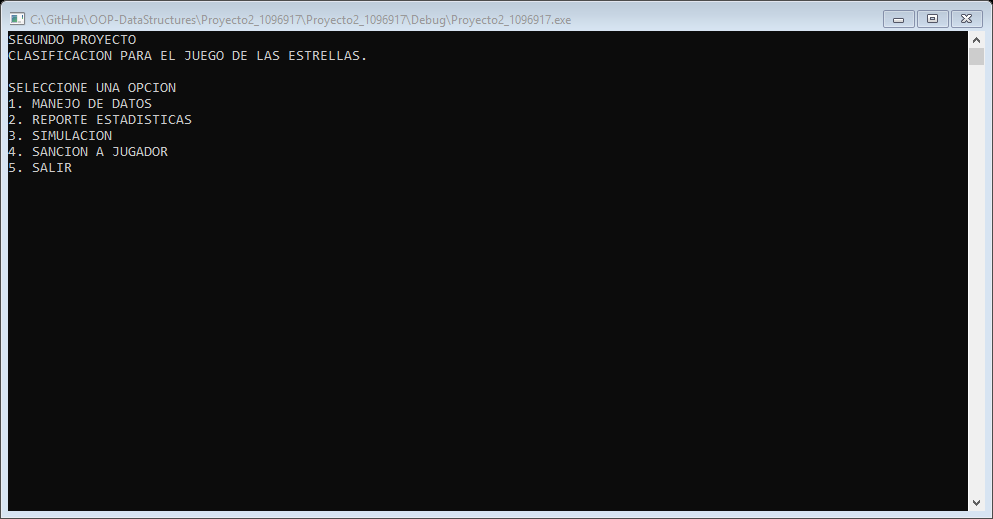 C:\GitHub\OOP-DataStructures\Proyecto2_1096917\Proyecto2_1096917\Debug\Proyecto2_1096917.exe
SEGUNDO PROYECTO
CLASIFICACION PARA EL JUEGO DE LAS ESTRELLAS.
SELECCIONE UNA OPCION
1. MANEJO DE DATOS
2. REPORTE ESTADISTICAS
3. SIMULACION
4. SANCION A JUGADOR
5. SALIR